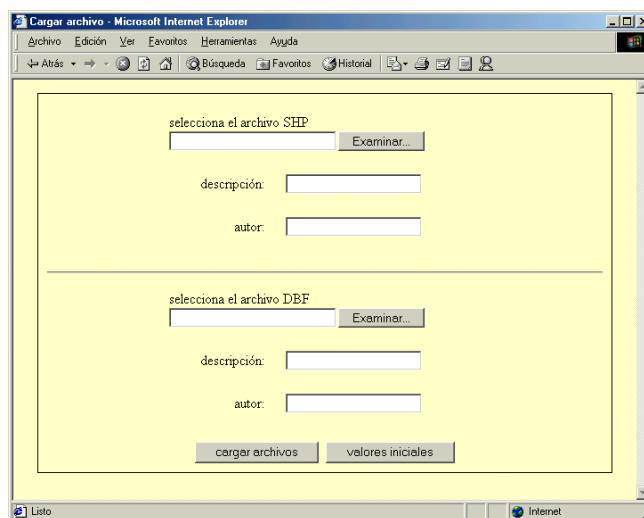 Cargar archivo - Microsoft Internet Explorer
Archivo Edición Ver Favoritos Herramientas Ayuda
Atrás Búsqueda Favoritos Historial
selecciona el archivo SHP
Examinar...
descripción:
autor:
selecciona el archivo DBF
Examinar...
descripción:
autor:
cargar archivos valores iniciales
Listo Internet